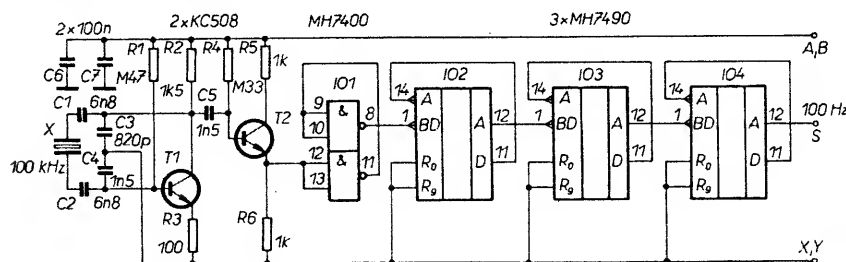 2×KC508 MH7400 3×MH7490
2×100n R1 R2 R4 R5 A,B
C6 C7 M47 1k5 M33 1k
C1 6n8 C5 1n5 T2
X C3 820p
100 kHz C4 1n5 T1
C2 6n8 R3 100 R6 1k
IO1 & 9 10 8 & 12 13 11
IO2 14 A 1 BD A 12 D 11 R0 R9
IO3 14 A 1 BD A 12 D 11 R0 R9
IO4 14 A 1 BD A 12 D 11 R0 R9
100 Hz
S
X,Y